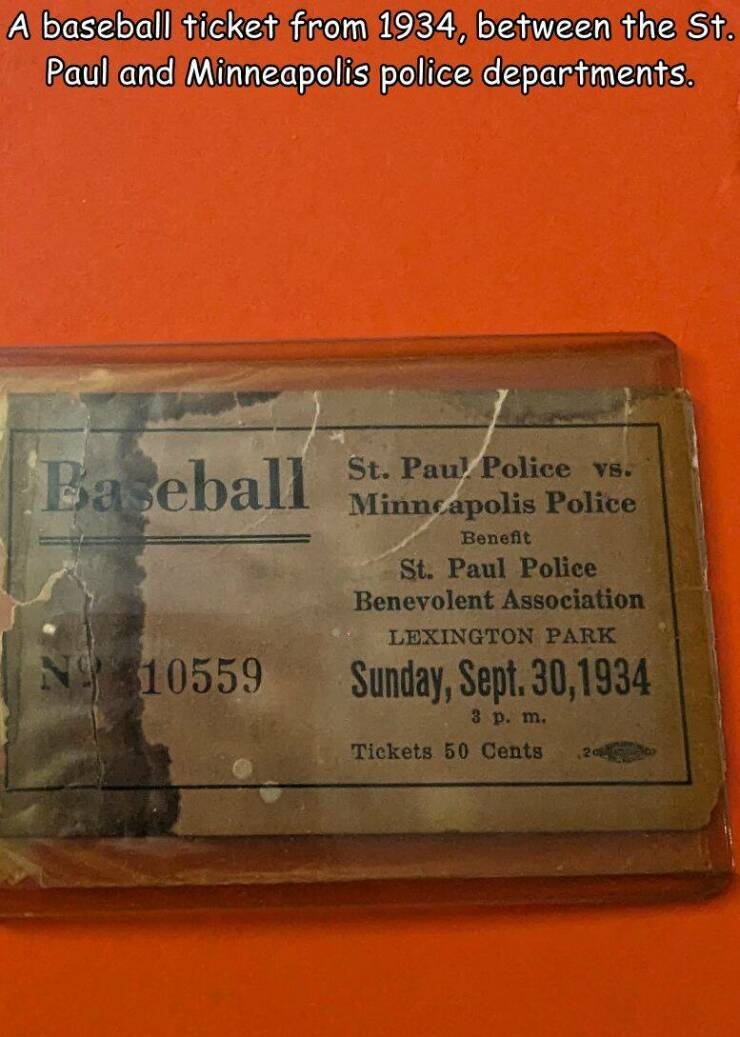 A baseball ticket from 1934, between the St.
Paul and Minneapolis police departments.
Baseball
St. Paul Police vs.
Minneapolis Police
Benefit
St. Paul Police
Benevolent Association
LEXINGTON PARK
Nº 10559
Sunday, Sept. 30, 1934
3 p. m.
Tickets 50 Cents